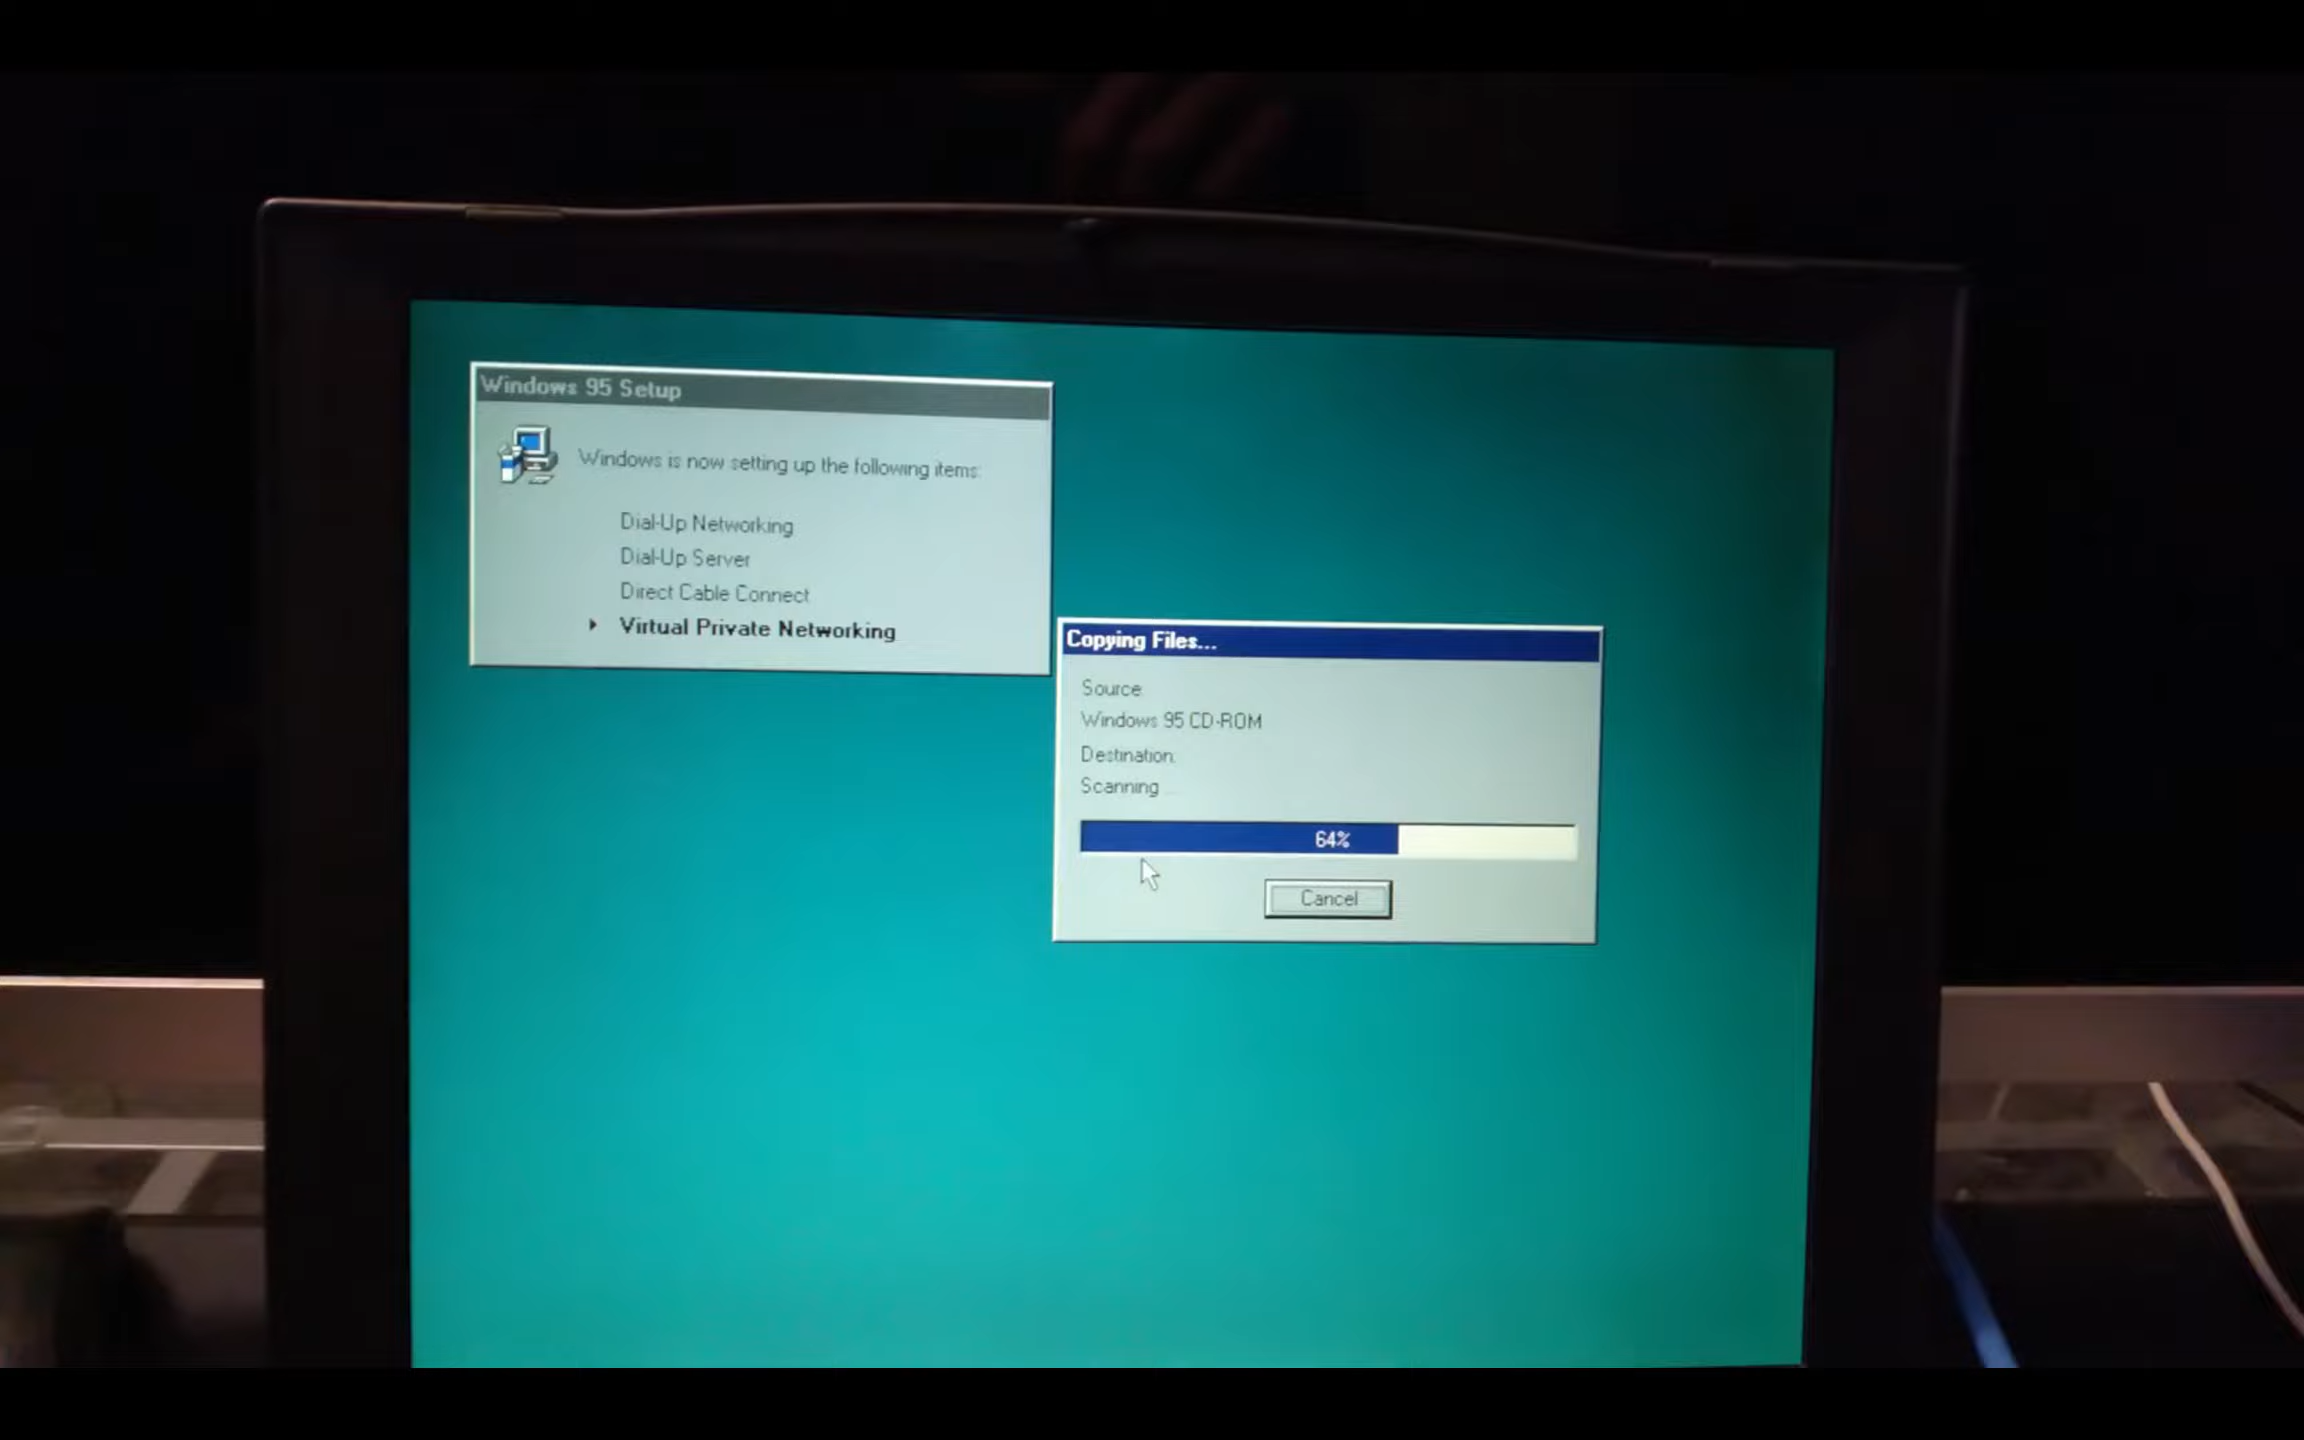 Windows 95 Setup
Windows is now setting up the following items:
Dial-Up Networking
Dial-Up Server
Direct Cable Connect
Virtual Private Networking
Copying Files...
Source:
Windows 95 CD-ROM
Destination:
Scanning ...
64%
Cancel